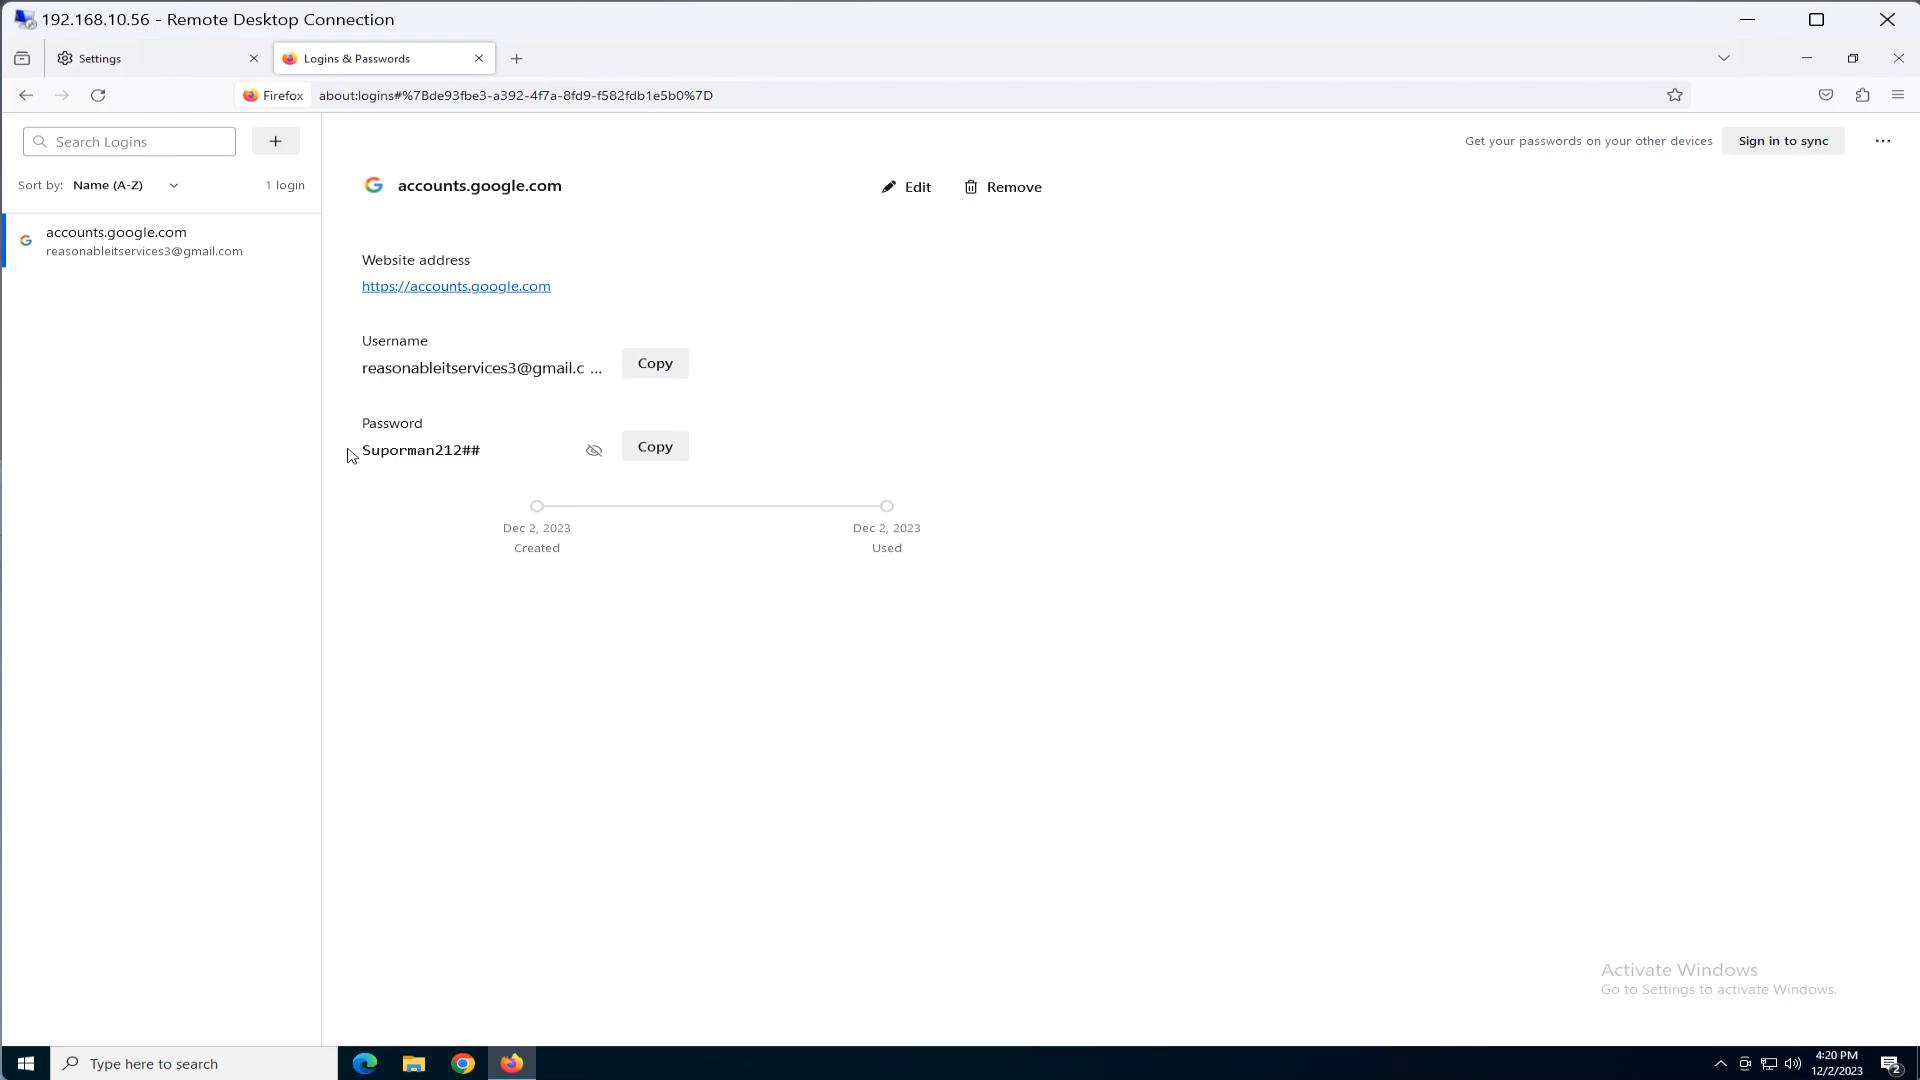 192.168.10.56 - Remote Desktop Connection
Settings
Logins & Passwords
Firefox
about:logins#%7Bde93fbe3-a392-4f7a-8fd9-f582fdb1e5b0%7D
Search Logins
Get your passwords on your other devices
Sign in to sync
Sort by: Name (A-Z)
1 login
accounts.google.com
Edit
Remove
accounts.google.com
reasonableitservices3@gmail.com
Website address
https://accounts.google.com
Username
reasonableitservices3@gmail.c ...
Copy
Password
Suporman212##
Copy
Dec 2, 2023
Created
Dec 2, 2023
Used
Activate Windows
Go to Settings to activate Windows.
Type here to search
4:20 PM
12/2/2023
2